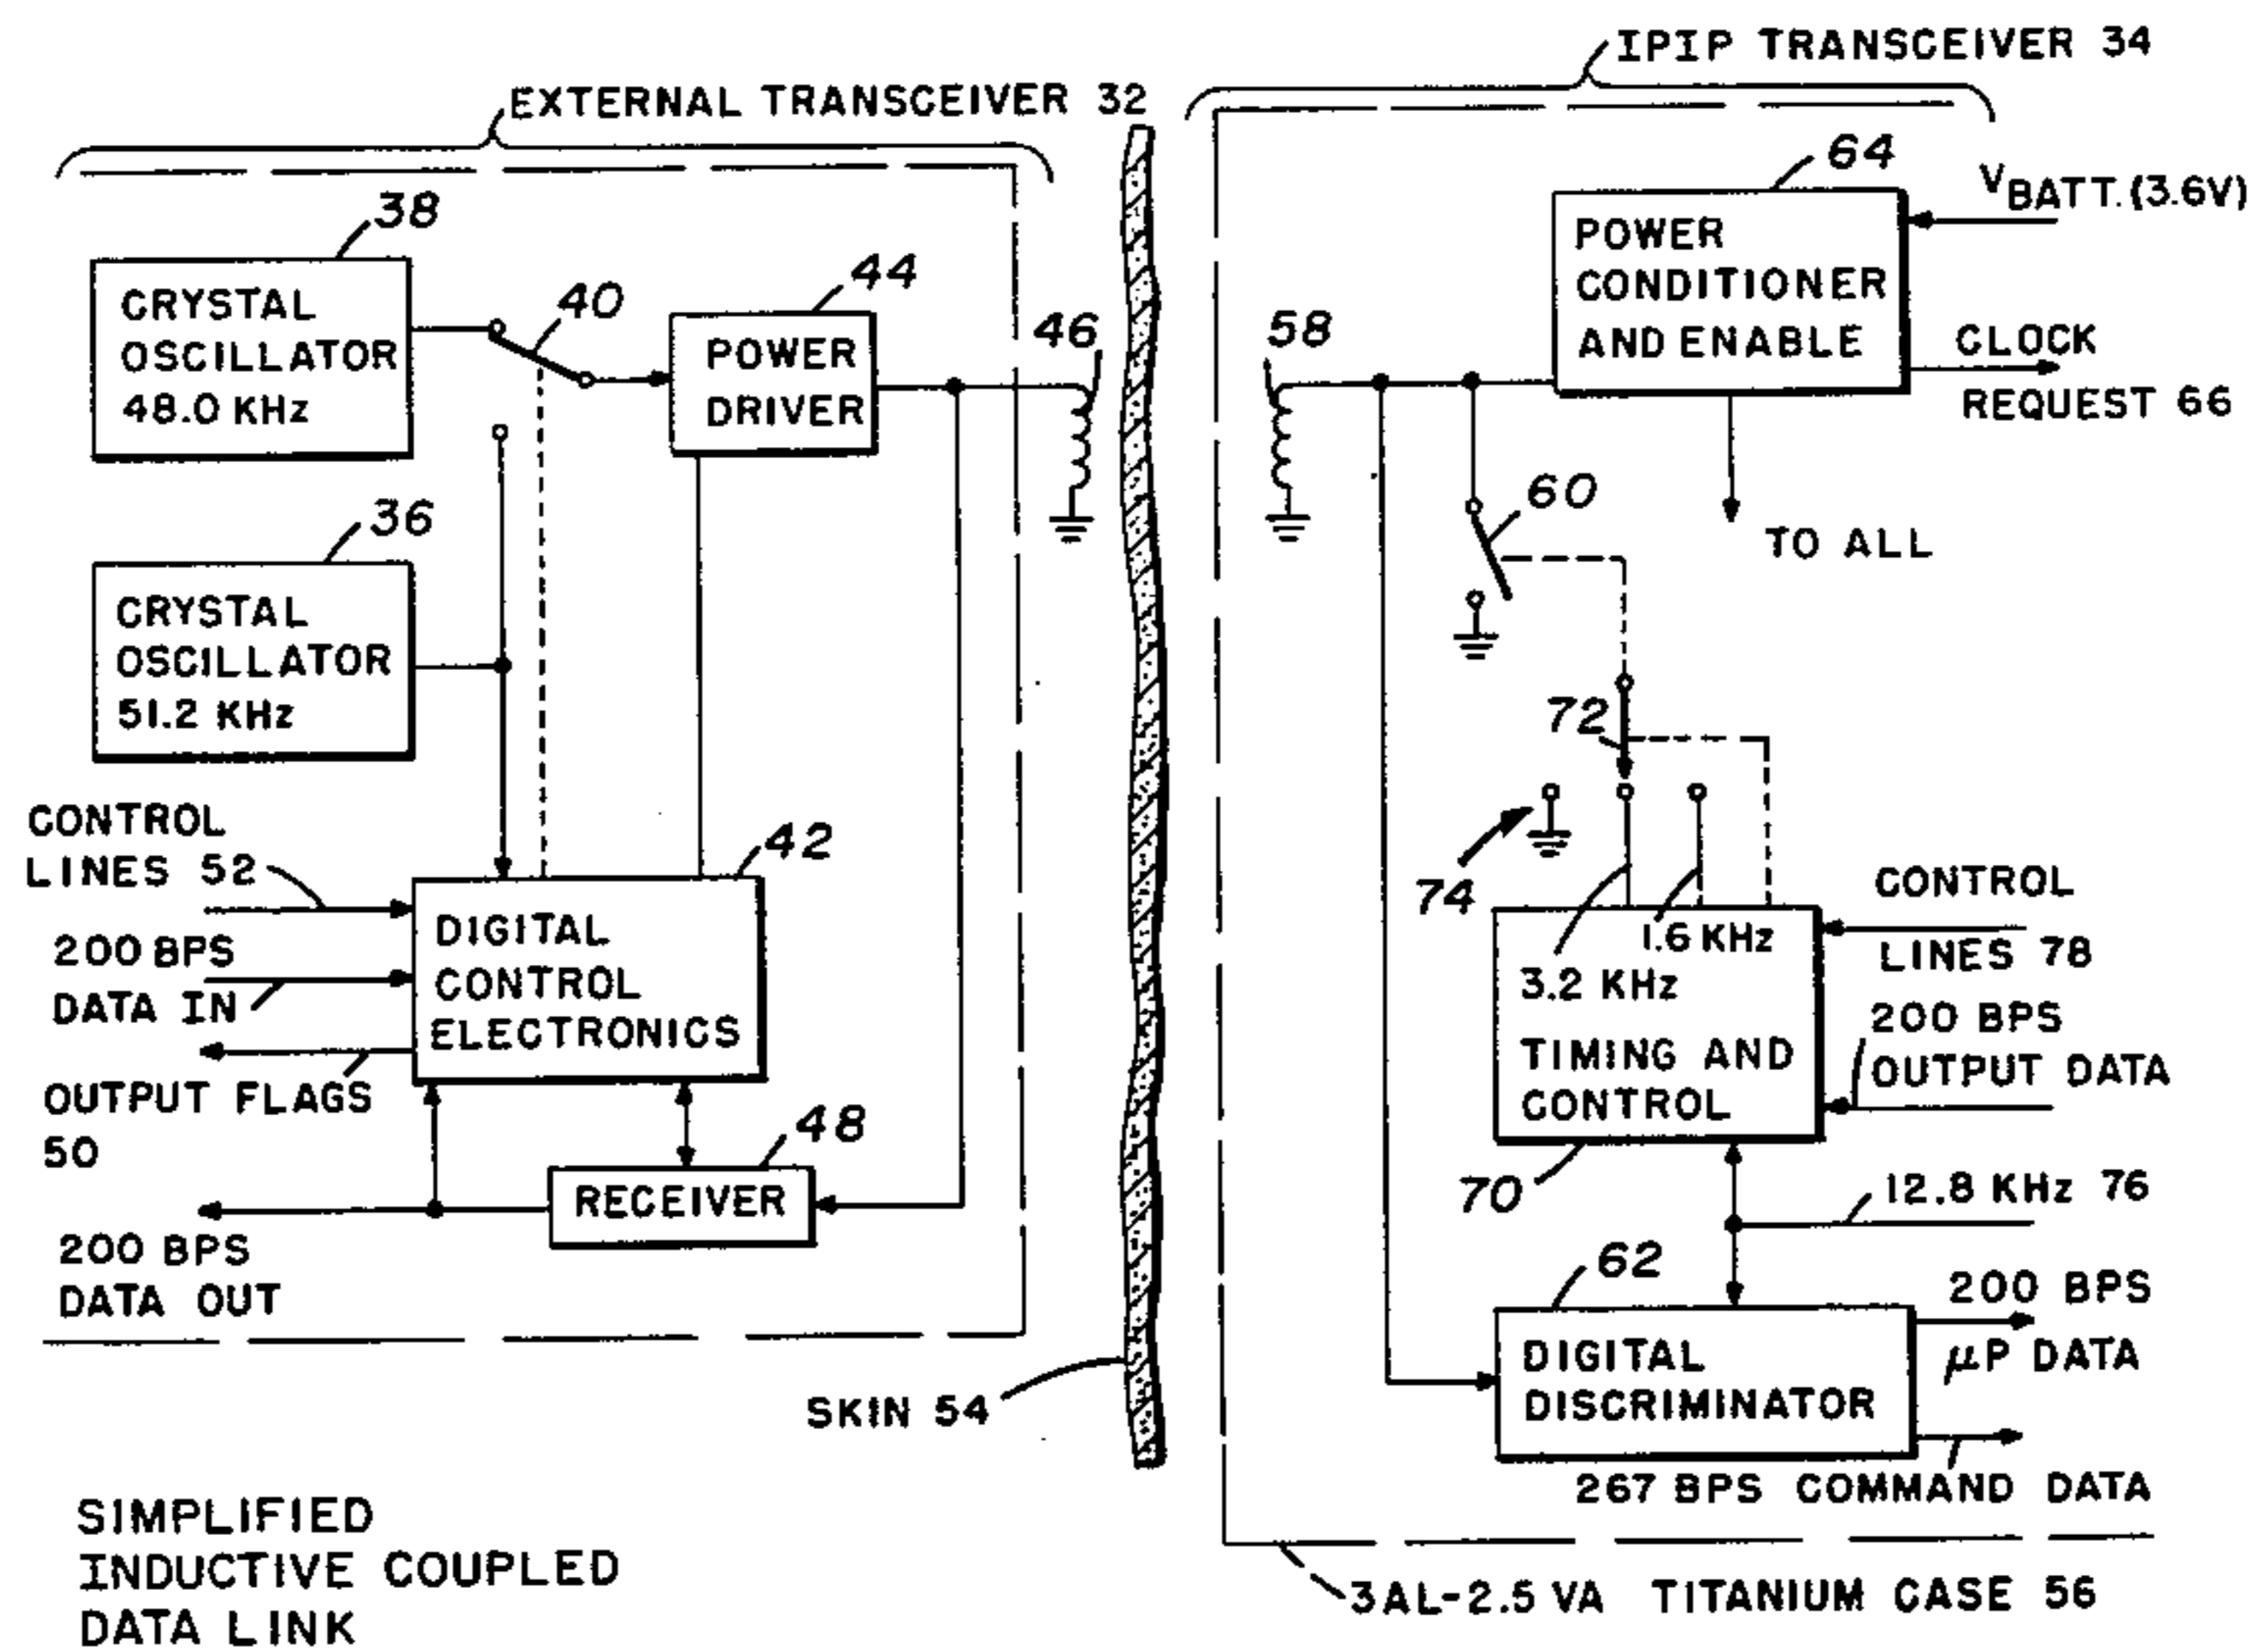 IPIP TRANSCEIVER 34
EXTERNAL TRANSCEIVER 32
38
CRYSTAL
OSCILLATOR
48.0 KHz
40
44
POWER
DRIVER
46
36
CRYSTAL
OSCILLATOR
51.2 KHz
CONTROL
LINES 52
200 BPS
DATA IN
OUTPUT FLAGS
50
42
DIGITAL
CONTROL
ELECTRONICS
48
RECEIVER
200 BPS
DATA OUT
SKIN 54
58
64
POWER
CONDITIONER
AND ENABLE
VBATT. (3.6V)
CLOCK
REQUEST 66
TO ALL
60
72
74
1.6 KHz
3.2 KHz
TIMING AND
CONTROL
70
CONTROL
LINES 78
200 BPS
OUTPUT DATA
12.8 KHz 76
62
DIGITAL
DISCRIMINATOR
200 BPS
μP DATA
267 BPS COMMAND DATA
3AL-2.5 VA TITANIUM CASE 56
SIMPLIFIED
INDUCTIVE COUPLED
DATA LINK